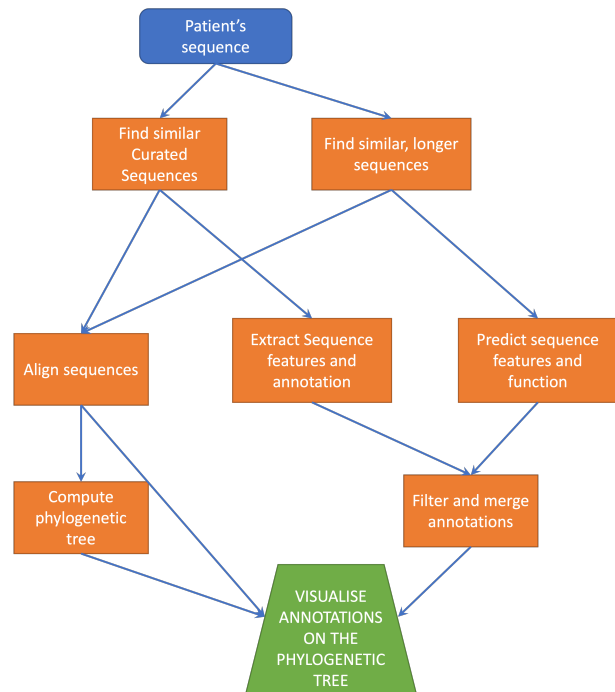 Patient's
sequence
Find similar
Curated
Sequences
Find similar, longer
sequences
Align sequences
Extract Sequence
features and
annotation
Predict sequence
features and
function
Compute
phylogenetic
tree
Filter and merge
annotations
VISUALISE
ANNOTATIONS
ON THE
PHYLOGENETIC
TREE